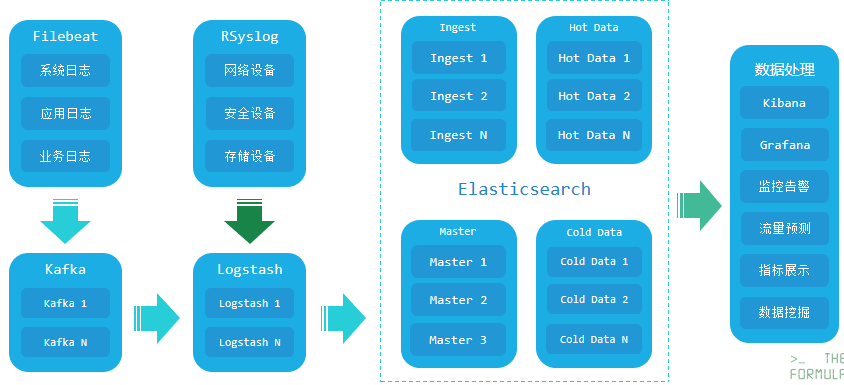 Filebeat
系统日志
应用日志
业务日志
RSyslog
网络设备
安全设备
存储设备
Kafka
Kafka 1
Kafka N
Logstash
Logstash 1
Logstash N
Ingest
Ingest 1
Ingest 2
Ingest N
Hot Data
Hot Data 1
Hot Data 2
Hot Data N
Elasticsearch
Master
Master 1
Master 2
Master 3
Cold Data
Cold Data 1
Cold Data 2
Cold Data N
数据处理
Kibana
Grafana
监控告警
流量预测
指标展示
数据挖掘
>_ THE
FORMULA